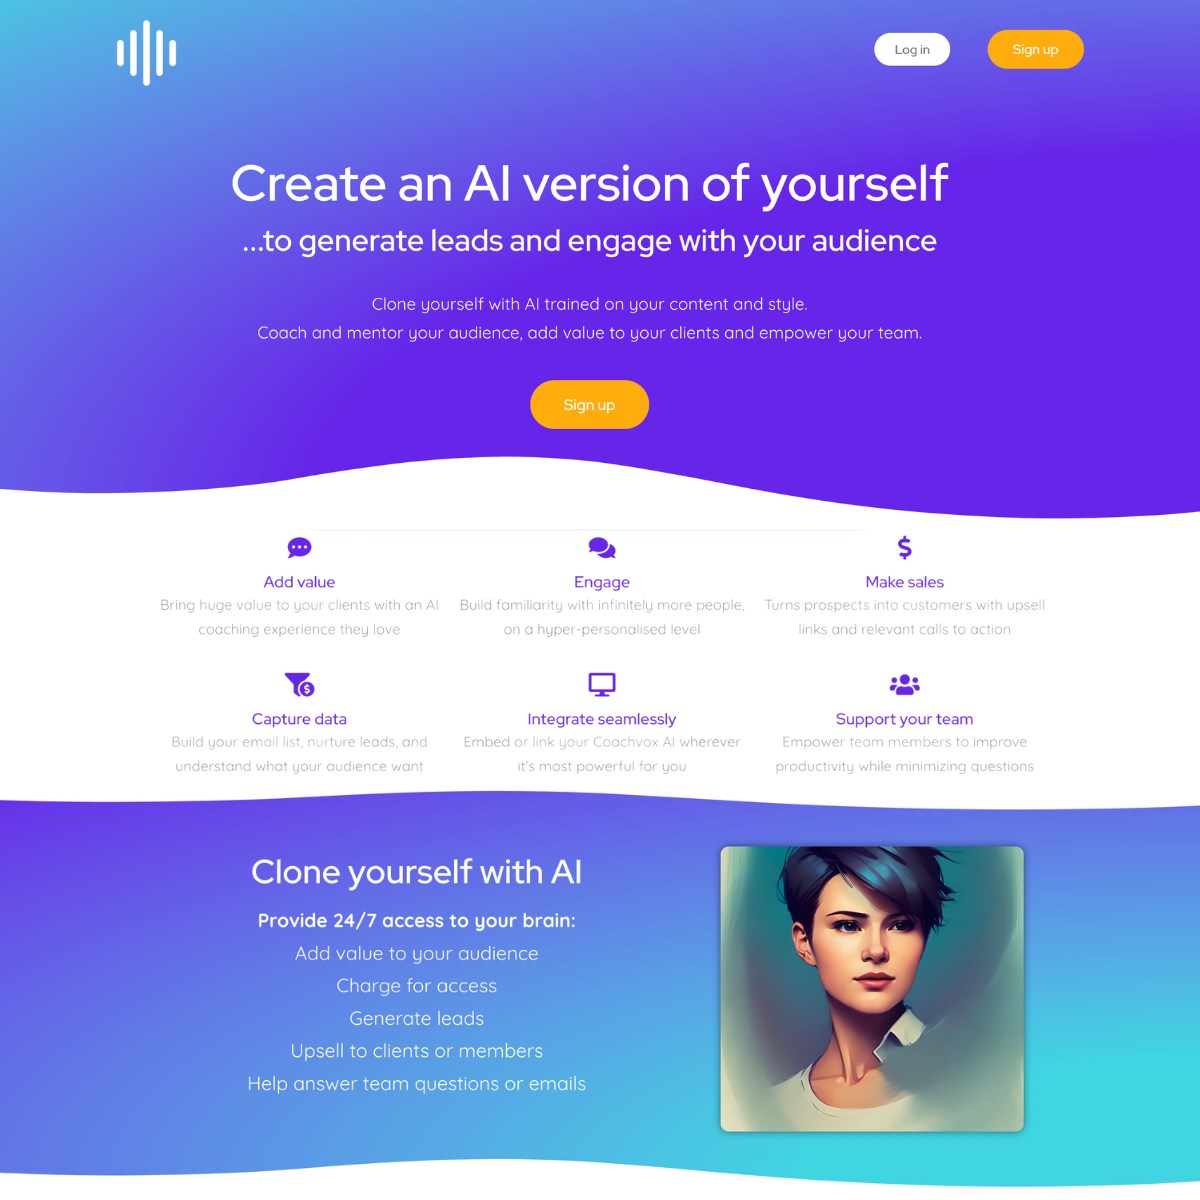 Log in
Sign up
Create an AI version of yourself
...to generate leads and engage with your audience
Clone yourself with AI trained on your content and style.
Coach and mentor your audience, add value to your clients and empower your team.
Sign up
Add value
Bring huge value to your clients with an AI
coaching experience they love
Engage
Build familiarity with infinitely more people,
on a hyper-personalised level
Make sales
Turns prospects into customers with upsell
links and relevant calls to action
Capture data
Build your email list, nurture leads, and
understand what your audience want
Integrate seamlessly
Embed or link your Coachvox AI wherever
it's most powerful for you
Support your team
Empower team members to improve
productivity while minimizing questions
Clone yourself with AI
Provide 24/7 access to your brain:
Add value to your audience
Charge for access
Generate leads
Upsell to clients or members
Help answer team questions or emails